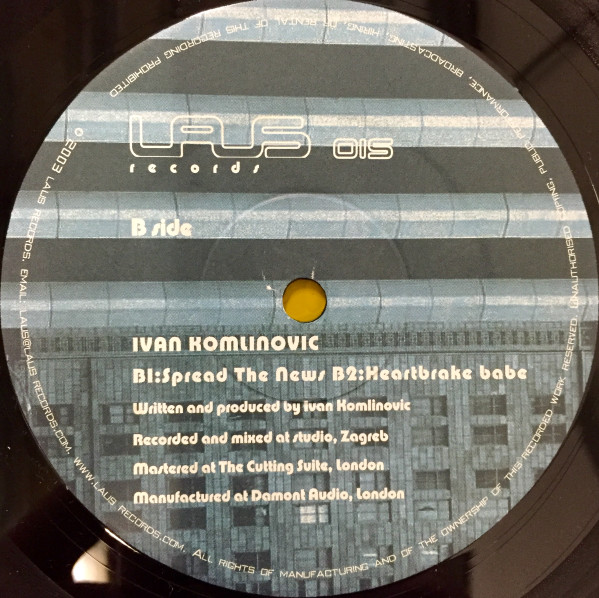 LAUS 015
records
B side
IVAN KOMLINOVIC
B1:Spread The News B2:Heartbrake babe
Written and produced by ivan Komlinovic
Recorded and mixed at studio, Zagreb
Mastered at The Cutting Suite, London
Manufactured at Damont Audio, London
© 2003 LAUS RECORDS. EMAIL. LAUS@LAUS RECORDS.COM, WWW.LAUS RECORDS.COM. ALL RIGHTS OF MANUFACTURING AND OF THE OWNERSHIP OF THIS RECORDED WORK RESERVED. UNAUTHORISED COPYING, PUBLIC PERFORMANCE, BROADCASTING, HIRING, OR RENTAL OF THIS RECORDING PROHIBITED